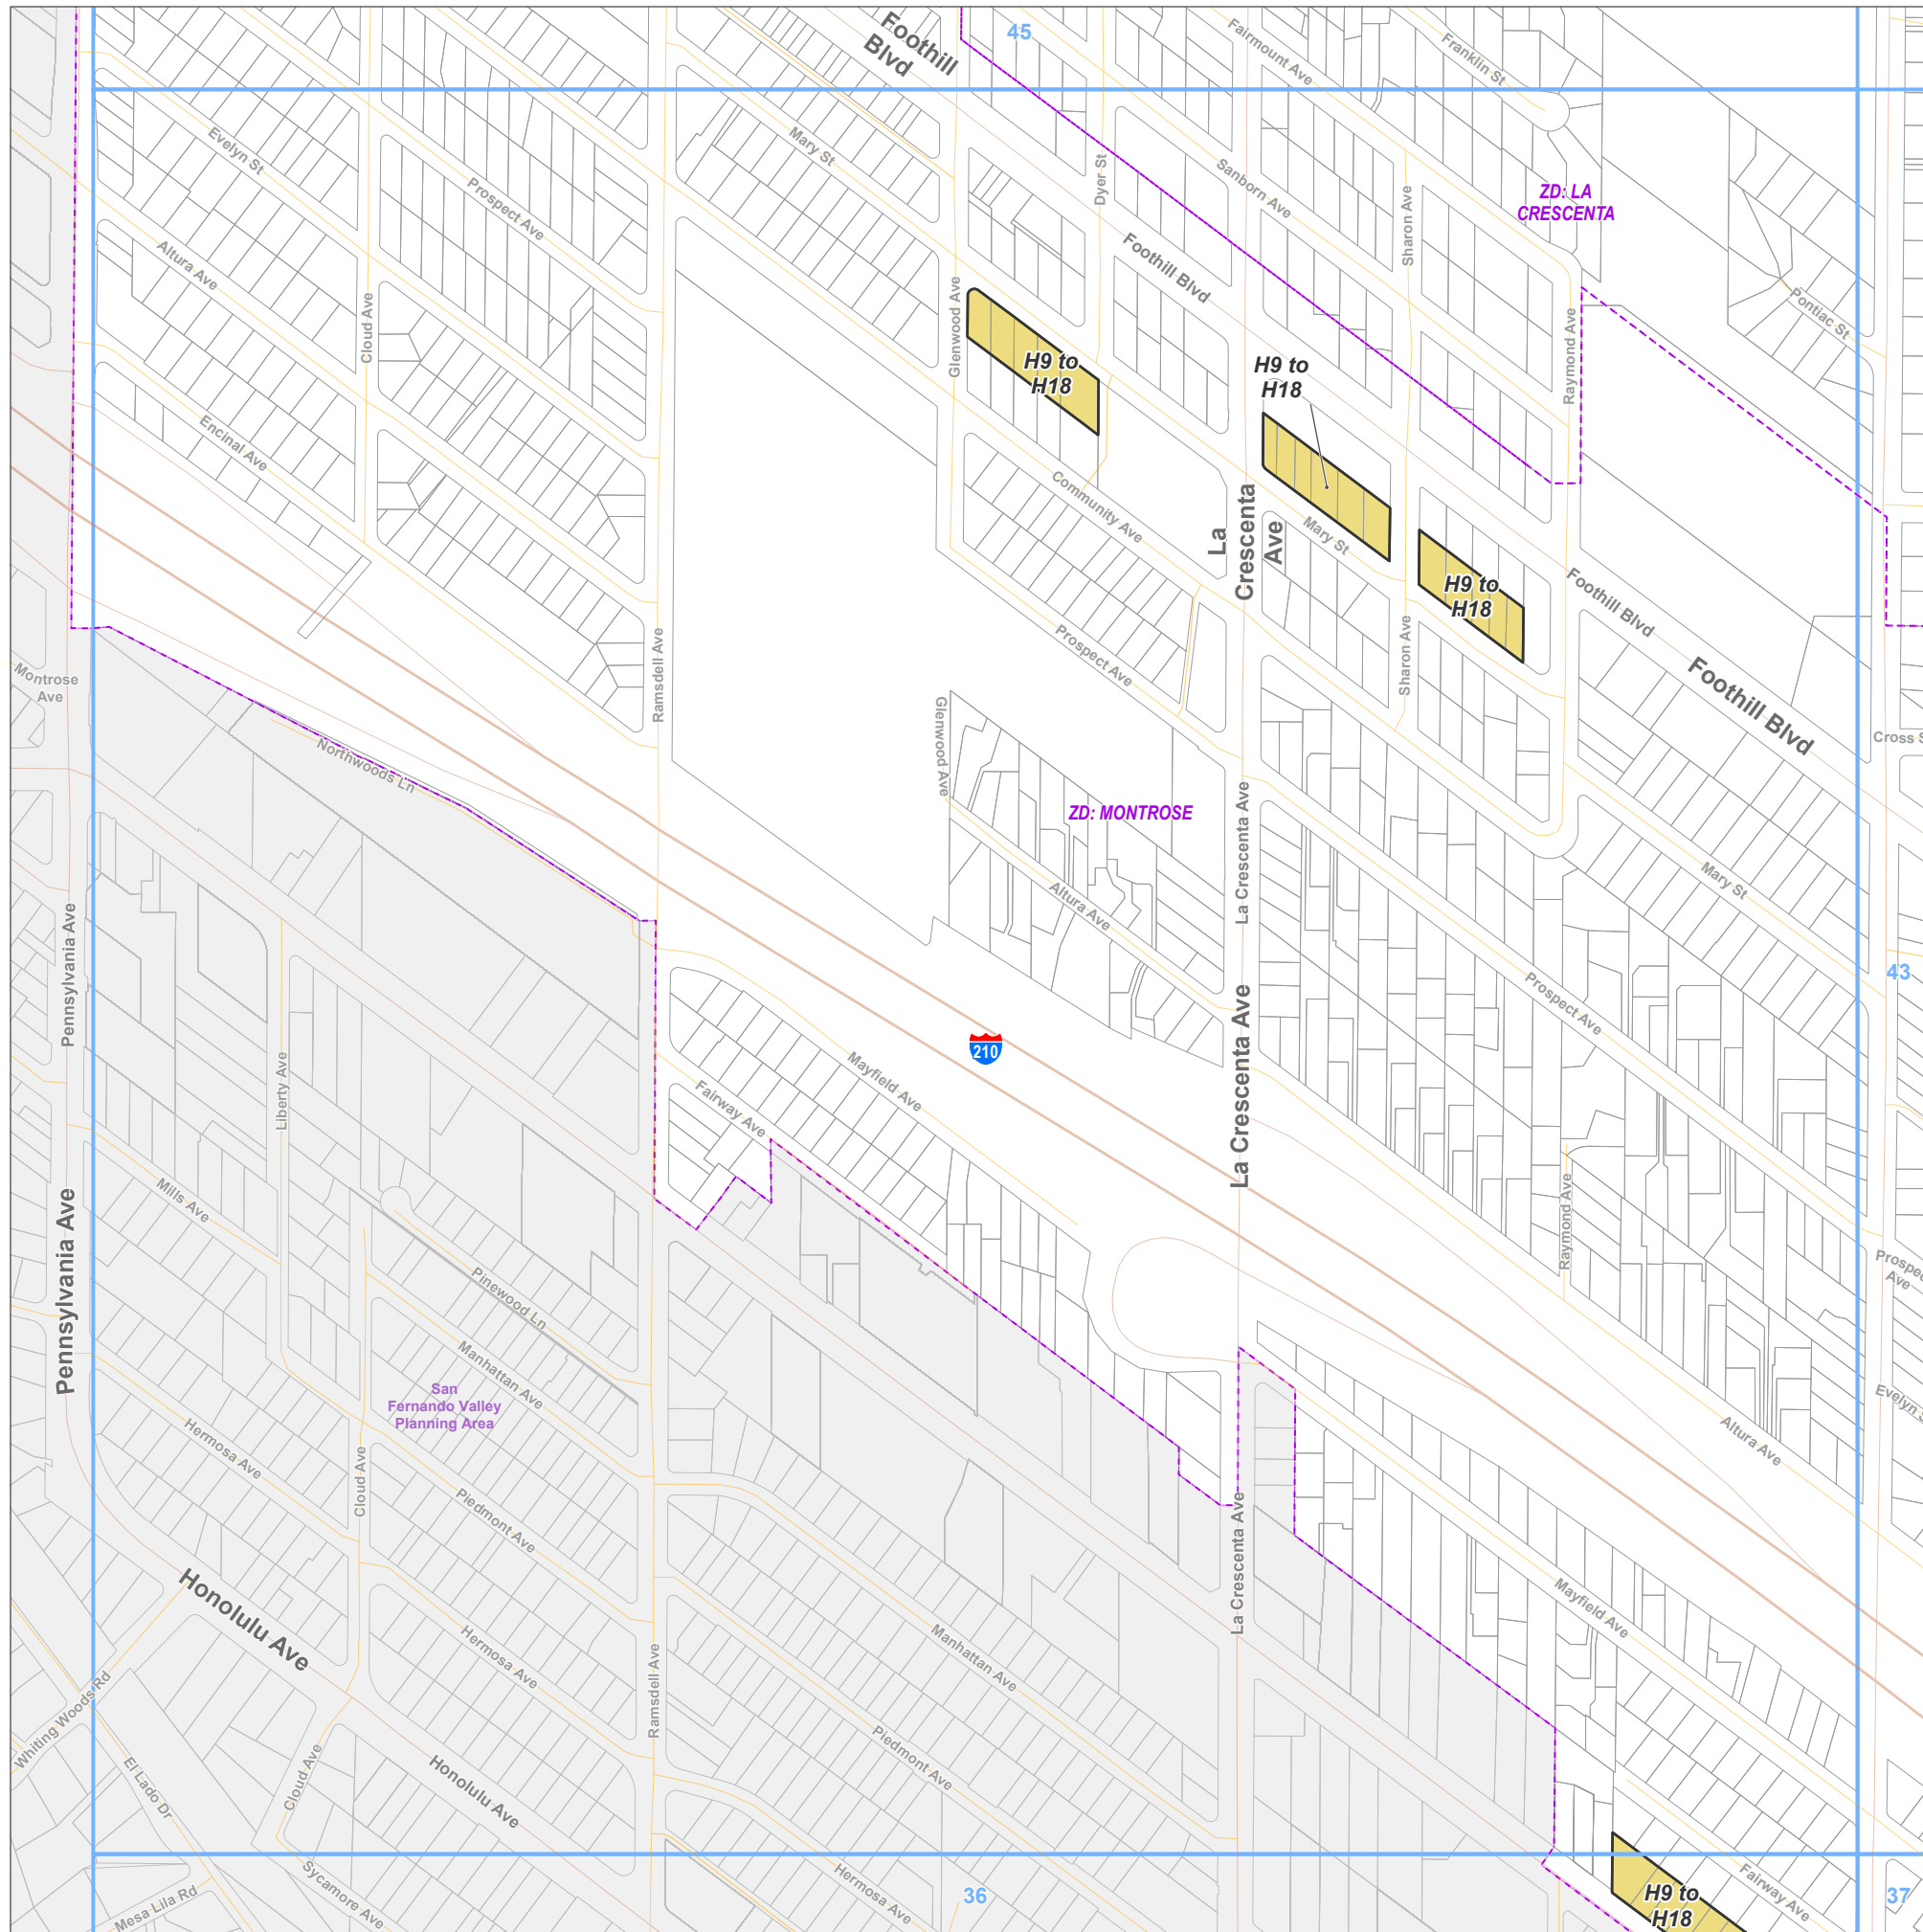 Foothill
Blvd
45
Fairmount Ave
Franklin St
Evelyn St
Mary St
Dyer St
Sanborn Ave
Prospect Ave
Sharon Ave
ZD: LA
CRESCENTA
Altura Ave
Foothill Blvd
Cloud Ave
Glenwood Ave
Raymond Ave
Pontiac St
H9 to
H18
H9 to
H18
Encinal Ave
Community Ave
La
Crescenta
Ave
Mary St
H9 to
H18
Foothill Blvd
Prospect Ave
Ramsdell Ave
Sharon Ave
Montrose
Ave
Foothill Blvd
Glenwood Ave
Northwoods Ln
Cross S
ZD: MONTROSE
La Crescenta Ave
Altura Ave
Mary St
Pennsylvania Ave
43
Prospect Ave
La Crescenta Ave
210
Liberty Ave
Mayfield Ave
Fairway Ave
Mills Ave
Raymond Ave
Pennsylvania Ave
Prospec
Ave
Pinewood Ln
Manhattan Ave
San
Fernando Valley
Planning Area
Evelyn S
Hermosa Ave
Altura Ave
Cloud Ave
Piedmont Ave
La Crescenta Ave
Honolulu Ave
Mayfield Ave
Hermosa Ave
Manhattan Ave
Ramsdell Ave
Whiting Woods Rd
El Lado Dr
Cloud Ave
Honolulu Ave
Piedmont Ave
Sycamore Ave
Mesa Lila Rd
Hermosa Ave
36
Fairway Ave
H9 to
H18
37